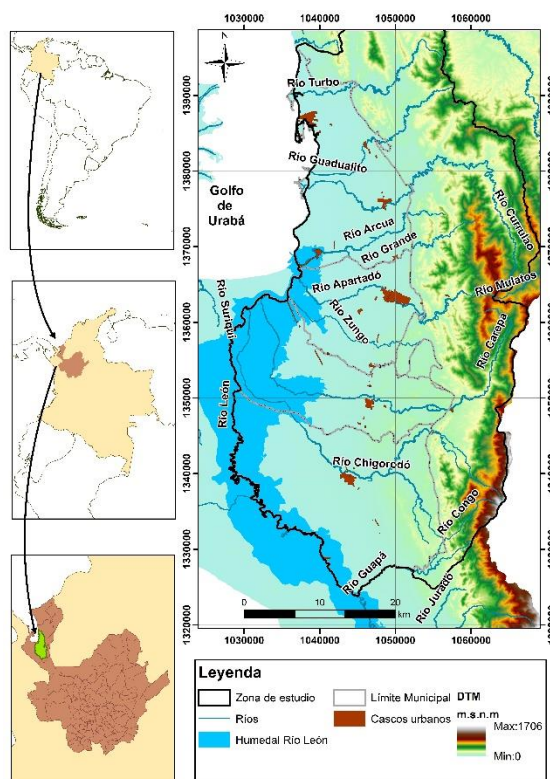 1030000 1040000 1050000 1060000
1390000
1380000
1370000
1360000
1350000
1340000
1330000
1320000
Río Turbo
Río Guadualito
Golfo
de
Urabá
Río Currulao
Río Arcua
Río Grande
Río Apartadó
Río Mulatos
Río Suriquí
Río Zungo
Río Carepa
Río León
Río Chigorodó
Río Congo
Río Guapá
Río Jurado
0 10 20
km
1030000 1040000 1050000 1060000
Leyenda
Zona de estudio
Ríos
Humedal Río León
Límite Municipal
Cascos urbanos
DTM
m.s.n.m
Max:1706
Min:0